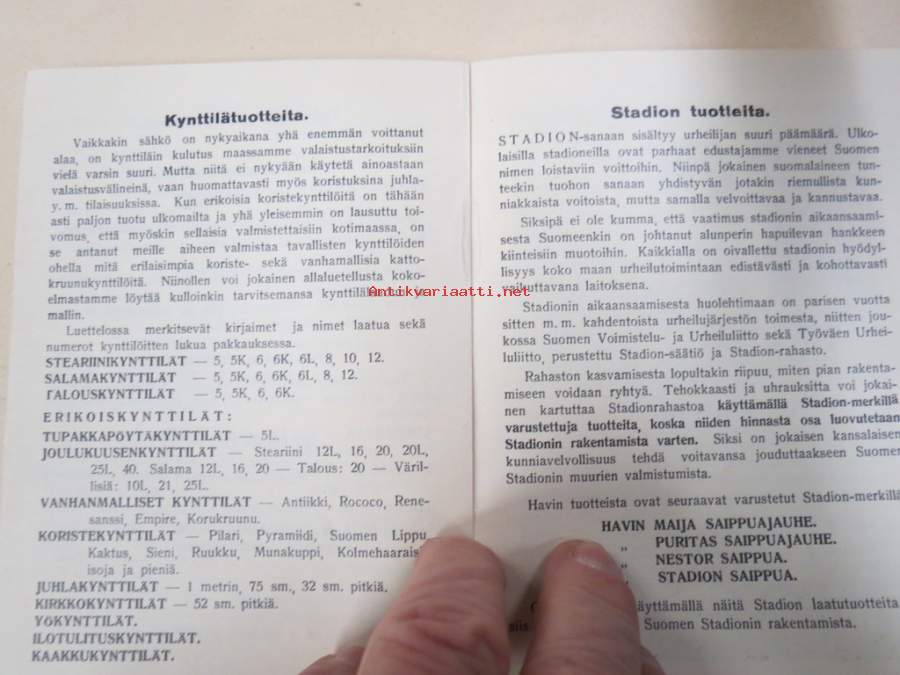 Kynttilätuotteita.
Vaikkakin sähkö on nykyaikana yhä enemmän voittanut
alaa, on kynttiläin kulutus maassamme valaistustarkoituksiin
vielä varsin suuri. Mutta niitä ei nykyään käytetä ainoastaan
valaistusvälineinä, vaan huomattavasti myös koristuksina juhla-
y. m. tilaisuuksissa. Kun erikoisia koristekynttilöitä on tähän-
asti paljon tuotu ulkomailta ja yhä yleisemmin on lausuttu toi-
vomus, että myöskin sellaisia valmistettaisiin kotimaassa, on
se antanut meille aiheen valmistaa tavallisten kynttilöiden
ohella mitä erilaisimpia koriste- sekä vanhamallisia katto-
kruunukynttilöitä. Niinollen voi jokainen allaluetellusta koko-
elmastamme löytää kulloinkin tarvitsemansa
mallin.
Luettelossa merkitsevät kirjaimet ja nimet laatua sekä
numerot kynttilöitten lukua pakkauksessa.
STEARIINIKYNTTILÄT — 5, 5K, 6, 6K, 6L, 8, 10, 12.
SALAMAKYNTTILÄT — 5, 5K, 6, 6K, 6L, 8, 12.
TALOUSKYNTTILÄT — 5, 5K, 6, 6K.
ERIKOISKYNTTILÄT:
TUPAKKAPÖYTÄKYNTTILÄT — 5L.
JOULUKUUSENKYNTTILÄT — Steariini 12L, 16, 20, 20L,
25L, 40. Salama 12L, 16, 20 — Talous: 20 — Väril-
lisiä: 10L, 21, 25L.
VANHANMALLISET KYNTTILÄT — Antiikki, Rococo, Rene-
sanssi, Empire, Korukruunu.
KORISTEKYNTTILÄT — Pilari, Pyramiidi, Suomen Lippu,
Kaktus, Sieni, Ruukku, Munakuppi, Kolmehaarais
isoja ja pieniä.
JUHLAKYNTTILÄT — 1 metrin, 75 sm., 32 sm. pitkiä.
KIRKKOKYNTTILÄT — 52 sm. pitkiä.
YÖKYNTTILÄT.
ILOTULITUSKYNTTILÄT.
KAAKKUKYNTTILÄT.
Stadion tuotteita.
STADION-sanaan sisältyy urheilijan suuri päämäärä. Ulko-
laisilla stadioneilla ovat parhaat edustajamme vieneet Suomen
nimen loistaviin voittoihin. Niinpä jokainen suomalaineen tun-
teekin tuohon sanaan yhdistyvän jotakin riemullista kun-
niakkaista voitoista, mutta samalla velvoittavaa ja kannustavaa.
Siksipä ei ole kumma, että vaatimus stadionin aikaansaami-
sesta Suomeenkin on johtanut alunperin hapuilevan hankkeen
kiinteisiin muotoihin. Kaikkialla on oivallettu stadionin hyödyl-
lisyys koko maan urheilutoimintaan edistävästi ja kohottavasti
vaikuttavana laitoksena.
Stadionin aikaansaamisesta huolehtimaan on parisen vuotta
sitten m. m. kahdentoista urheilujärjestön toimesta, niitten jou-
kossa Suomen Voimistelu- ja Urheiluliitto sekä Työväen Urhei-
luliitto, perustettu Stadion-säätiö ja Stadion-rahasto.
Rahaston kasvamisesta lopultakin riipuu, miten pian rakenta-
miseen voidaan ryhtyä. Tehokkaasti ja uhrauksitta voi jokai-
nen kartuttaa Stadionrahastoa käyttämällä Stadion-merkillä
varustettuja tuotteita, koska niiden hinnasta osa luovutetaan
Stadionin rakentamista varten. Siksi on jokaisen kansalaisen
kunniavelvollisuus tehdä voitavansa jouduttaakseen Suomen
Stadionin muurien valmistumista.
Havin tuotteista ovat seuraavat varustetut Stadion-merkillä
HAVIN MAIJA SAIPPUAJAUHE.
„ PURITAS SAIPPUAJAUHE.
„ NESTOR SAIPPUA.
„ STADION SAIPPUA.
käyttämällä näitä Stadion laatutuotteita
siis Suomen Stadionin rakentamista.
Antikvariaatti.net